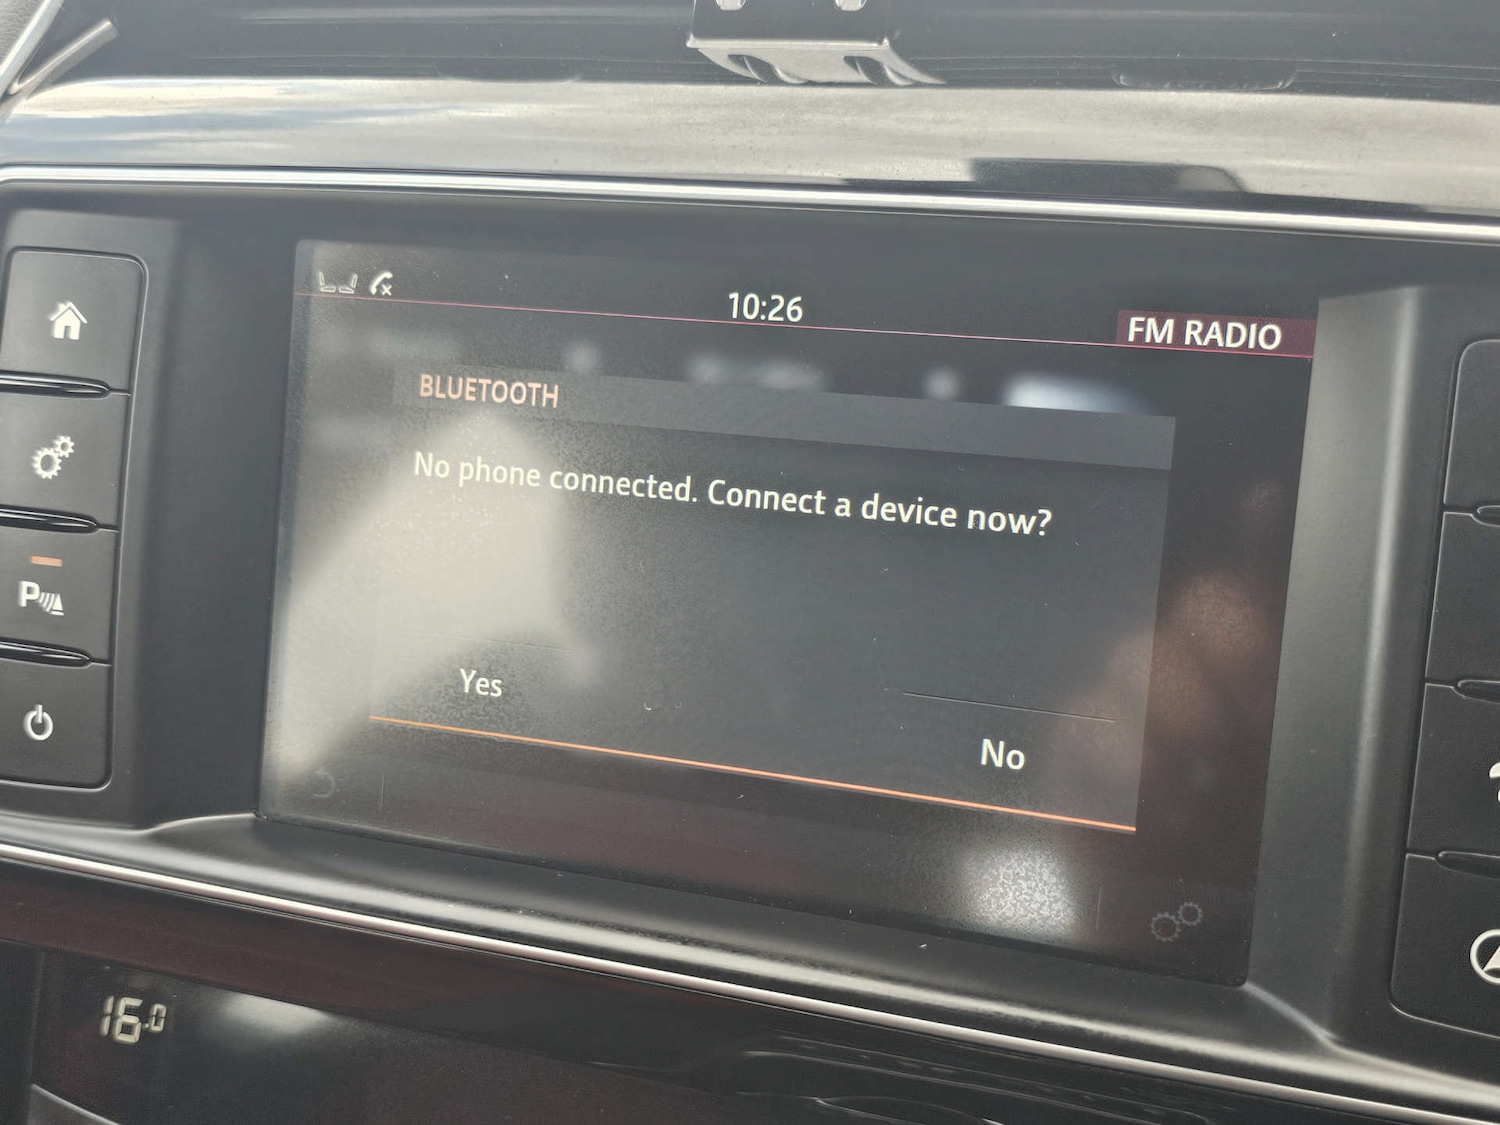 10:26
FM RADIO
BLUETOOTH
No phone connected. Connect a device now?
Yes
No
P
16.0